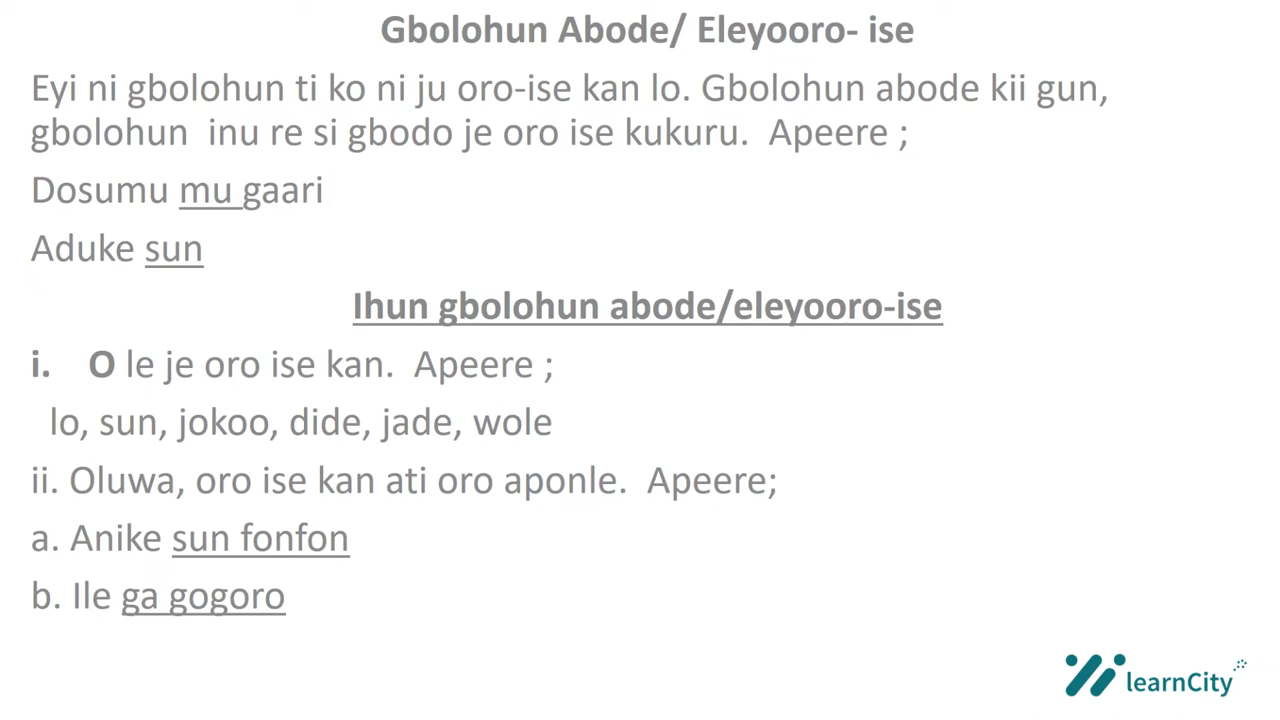 Gbolohun Abode/ Eleyooro- ise
Eyi ni gbolohun ti ko ni ju oro-ise kan lo. Gbolohun abode kii gun,
gbolohun  inu re si gbodo je oro ise kukuru.  Apeere ;
Dosumu mu gaari
Aduke sun
Ihun gbolohun abode/eleyooro-ise
i. O le je oro ise kan.  Apeere ;
lo, sun, jokoo, dide, jade, wole
ii. Oluwa, oro ise kan ati oro aponle.  Apeere;
a. Anike sun fonfon
b. Ile ga gogoro
learnCity